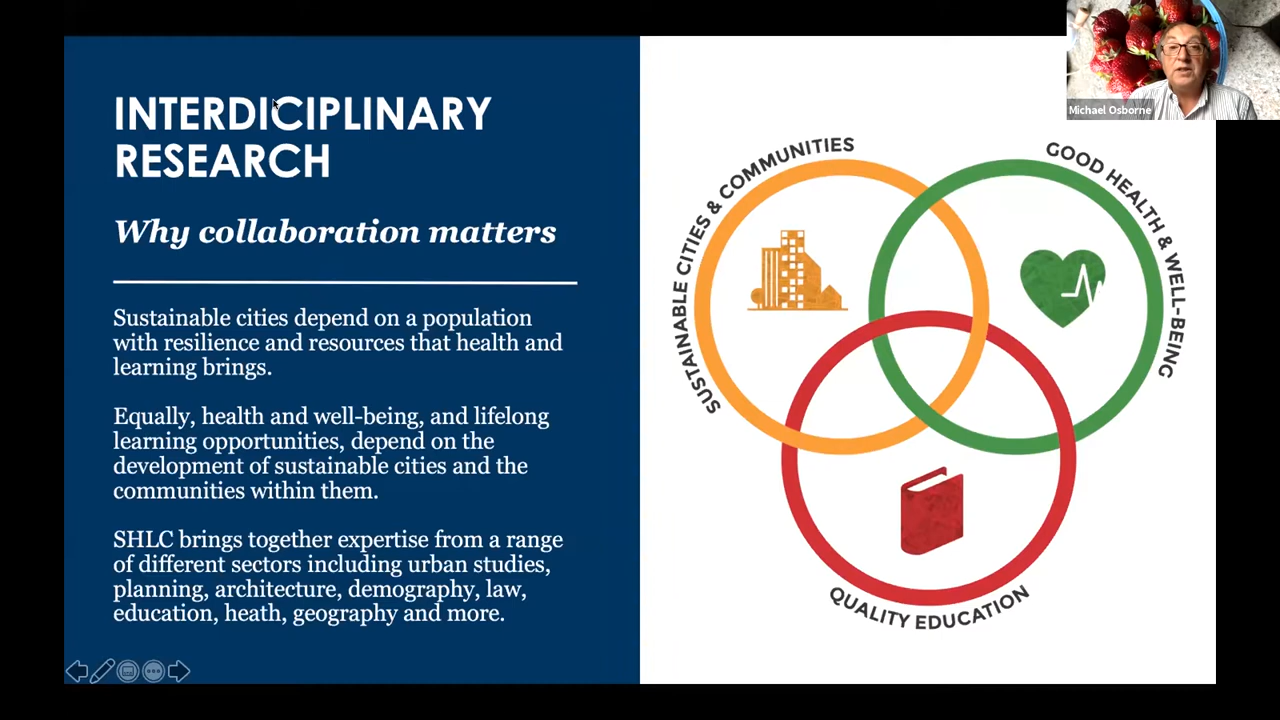 INTERDICIPLINARY
RESEARCH
Why collaboration matters
Sustainable cities depend on a population
with resilience and resources that health and
learning brings.
Equally, health and well-being, and lifelong
learning opportunities, depend on the
development of sustainable cities and the
communities within them.
SHLC brings together expertise from a range
of different sectors including urban studies,
planning, architecture, demography, law,
education, heath, geography and more.
SUSTAINABLE CITIES & COMMUNITIES
GOOD HEALTH & WELL-BEING
QUALITY EDUCATION
Michael Osborne